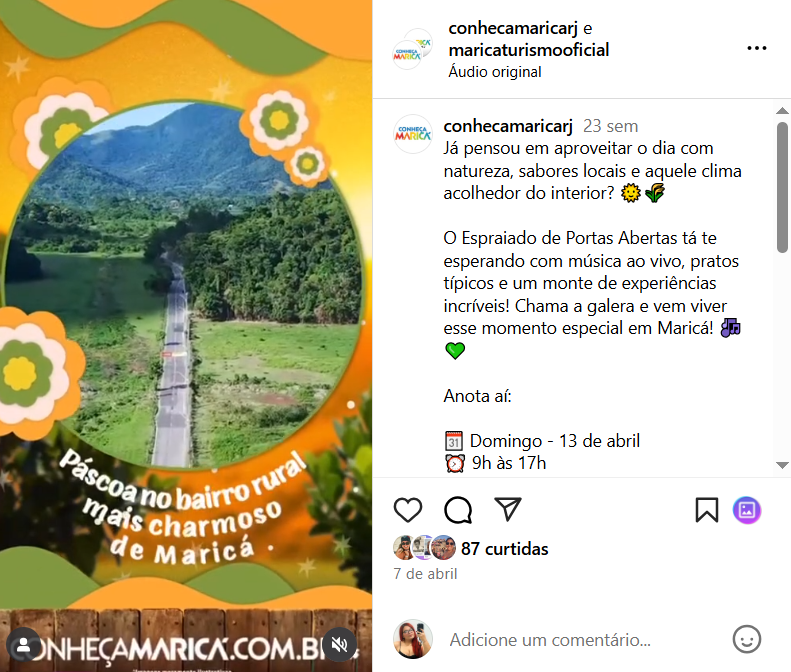 Páscoa no bairro rural
mais charmoso
de Maricá
CONHEÇAMARICÁ.COM.B
conhecamaricarj e
maricaturismooficial
Áudio original
CONHEÇA
MARICÁ
conhecamaricarj 23 sem
Já pensou em aproveitar o dia com
natureza, sabores locais e aquele clima
acolhedor do interior? 🌞🌾
O Espraiado de Portas Abertas tá te
esperando com música ao vivo, pratos
típicos e um monte de experiências
incríveis! Chama a galera e vem viver
esse momento especial em Maricá! 🎶
💚
Anota aí:
📅 Domingo - 13 de abril
⏰ 9h às 17h
87 curtidas
7 de abril
Adicione um comentário...